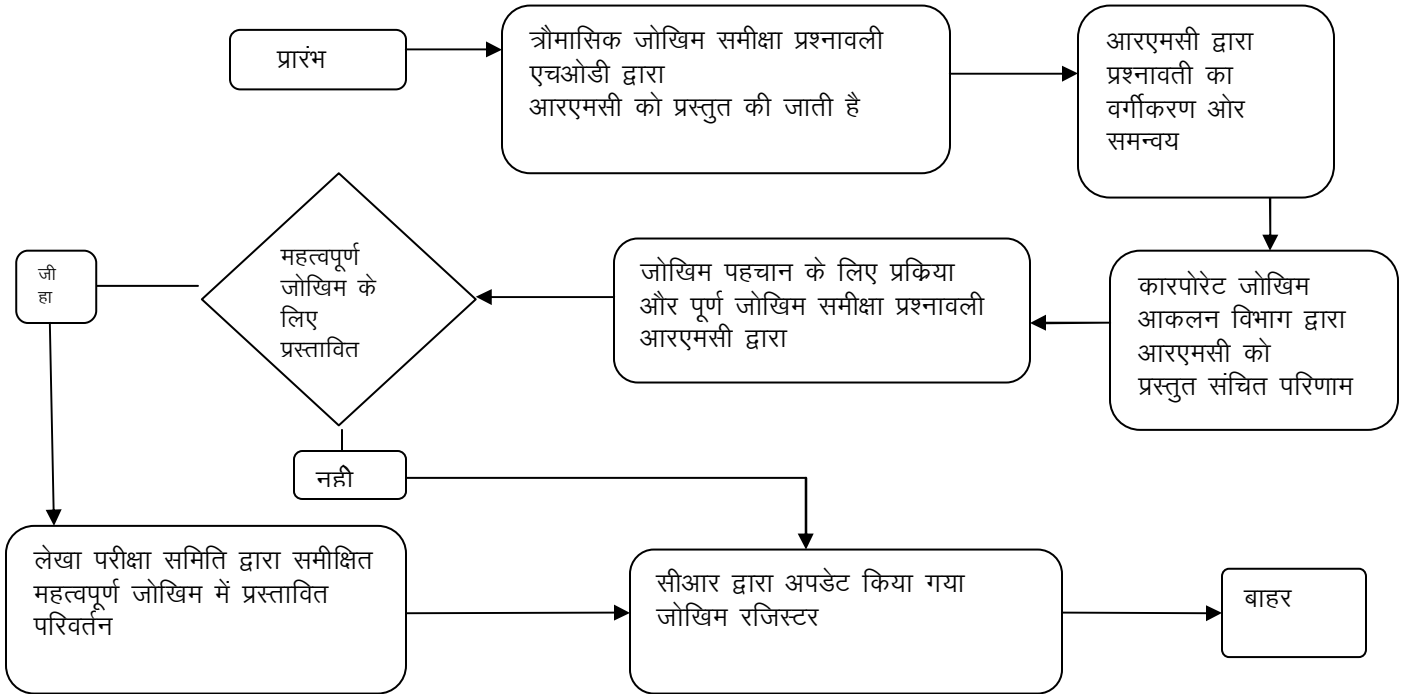 प्रारंभ
त्रौमासिक जोखिम समीक्षा प्रश्नावली
एचओडी द्वारा
आरएमसी को प्रस्तुत की जाती है
आरएमसी द्वारा
प्रश्नावती का
वर्गीकरण ओर
समन्वय
कारपोरेट जोखिम
आकलन विभाग द्वारा
आरएमसी को
प्रस्तुत संचित परिणाम
जोखिम पहचान के लिए प्रक्रिया
और पूर्ण जोखिम समीक्षा प्रश्नावली
आरएमसी द्वारा
महत्वपूर्ण
जोखिम के
लिए
प्रस्तावित
जी
हा
नही
लेखा परीक्षा समिति द्वारा समीक्षित
महत्वपूर्ण जोखिम में प्रस्तावित
परिवर्तन
सीआर द्वारा अपडेट किया गया
जोखिम रजिस्टर
बाहर